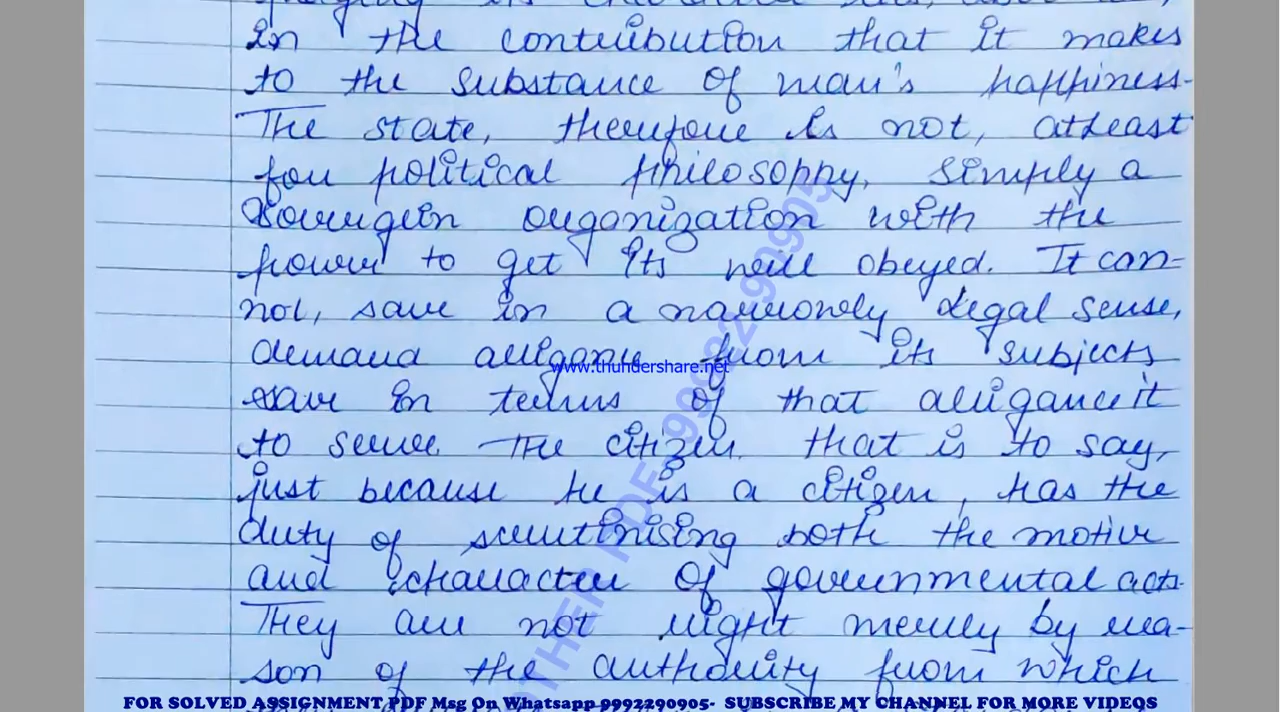 in the contribution that it makes
to the substance of man's happiness.
The state, therefore is not, atleast
for political philosophy, simply a
Sovereign organization with the
power to get its will obeyed. It can-
not, save in a narrowly legal sense,
demand allegiance from its subjects
save in terms of that
to serve. The citizen. that is to say,
just because he is a citizen, has the
duty of scrutinising both the motive
and character of governmental acts.
They are not right merely by rea-
son of the authority from which
www.thundershare.net
OTHER PDF 9992290905
FOR SOLVED ASSIGNMENT PDF Msg On Whatsapp 9992290905- SUBSCRIBE MY CHANNEL FOR MORE VIDEOS